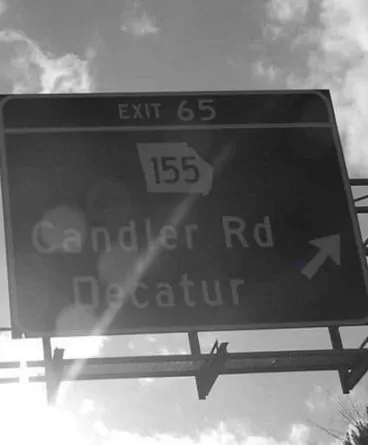 EXIT 65
155
Candler Rd
Decatur